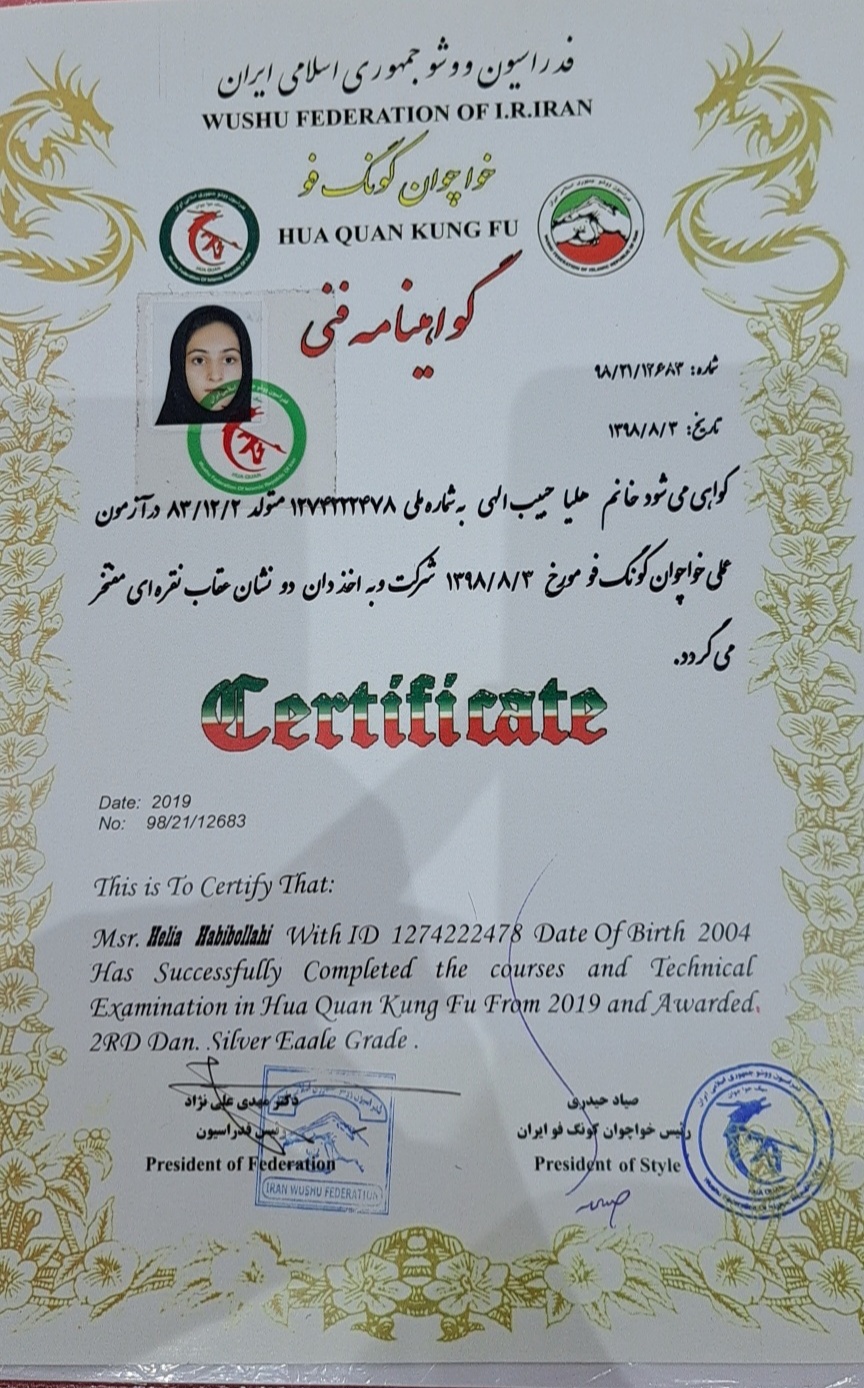 فدراسیون ووشو جمهوری اسلامی ایران
WUSHU FEDERATION OF I.R.IRAN
خواچوان کونگ فو
HUA QUAN KUNG FU
گواهینامه فنی
شماره: ۹۸/۲۱/۱۲۶۸۳
تاریخ: ۱۳۹۸/۸/۳
گواهی می شود خانم هلیا حبیب الهی به شماره ملی ۱۲۷۴۲۲۲۴۷۸ متولد ۸۳/۱۲/۲ در آزمون
عملی خواچوان کونگ فو مورخ ۱۳۹۸/۸/۳ شرکت و به اخذ دان دو نشان عقاب نقره ای مفتخر
می گردد.
Certificate
Date: 2019
No: 98/21/12683
This is To Certify That:
Msr. Helia Habibollahi With ID 1274222478 Date Of Birth 2004
Has Successfully Completed the courses and Technical
Examination in Hua Quan Kung Fu From 2019 and Awarded.
2RD Dan. .Silver Eaale Grade .
دکتر مهدی علی نژاد
رئیس فدراسیون
President of Federation
IRAN WUSHU FEDERATION
صیاد حیدری
رئیس خواچوان کونگ فو ایران
President of Style